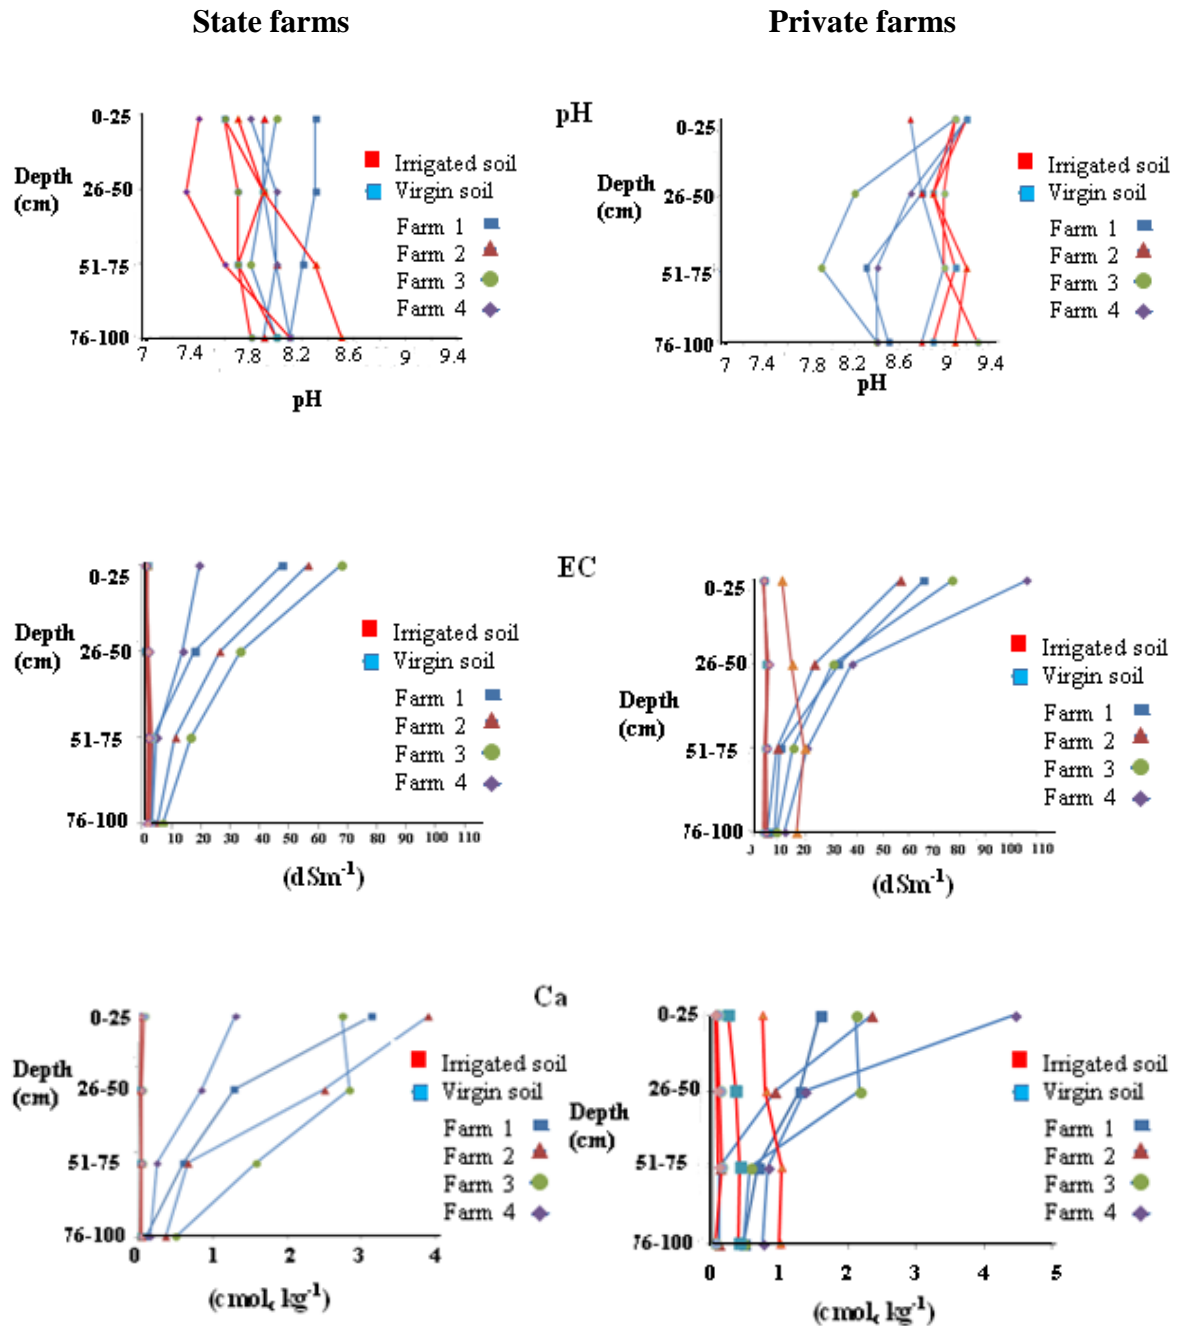 State farms
Private farms
pH
0-25
26-50
51-75
76-100
Depth
(cm)
Irrigated soil
Virgin soil
Farm 1
Farm 2
Farm 3
Farm 4
7 7.4 7.8 8.2 8.6 9 9.4
pH
0-25
26-50
51-75
76-100
Depth
(cm)
Irrigated soil
Virgin soil
Farm 1
Farm 2
Farm 3
Farm 4
7 7.4 7.8 8.2 8.6 9 9.4
pH
EC
0-25
26-50
51-75
76-100
Depth
(cm)
Irrigated soil
Virgin soil
Farm 1
Farm 2
Farm 3
Farm 4
0 10 20 30 40 50 60 70 80 90 100 110
(dSm-1)
0-25
26-50
51-75
76-100
Depth
(cm)
Irrigated soil
Virgin soil
Farm 1
Farm 2
Farm 3
Farm 4
10 20 30 40 50 60 70 80 90 100 110
(dSm-1)
Ca
0-25
26-50
51-75
76-100
Depth
(cm)
Irrigated soil
Virgin soil
Farm 1
Farm 2
Farm 3
Farm 4
0 1 2 3 4
(cmolc kg-1)
0-25
26-50
51-75
76-100
Depth
(cm)
Irrigated soil
Virgin soil
Farm 1
Farm 2
Farm 3
Farm 4
0 1 2 3 4 5
(cmolc kg-1)